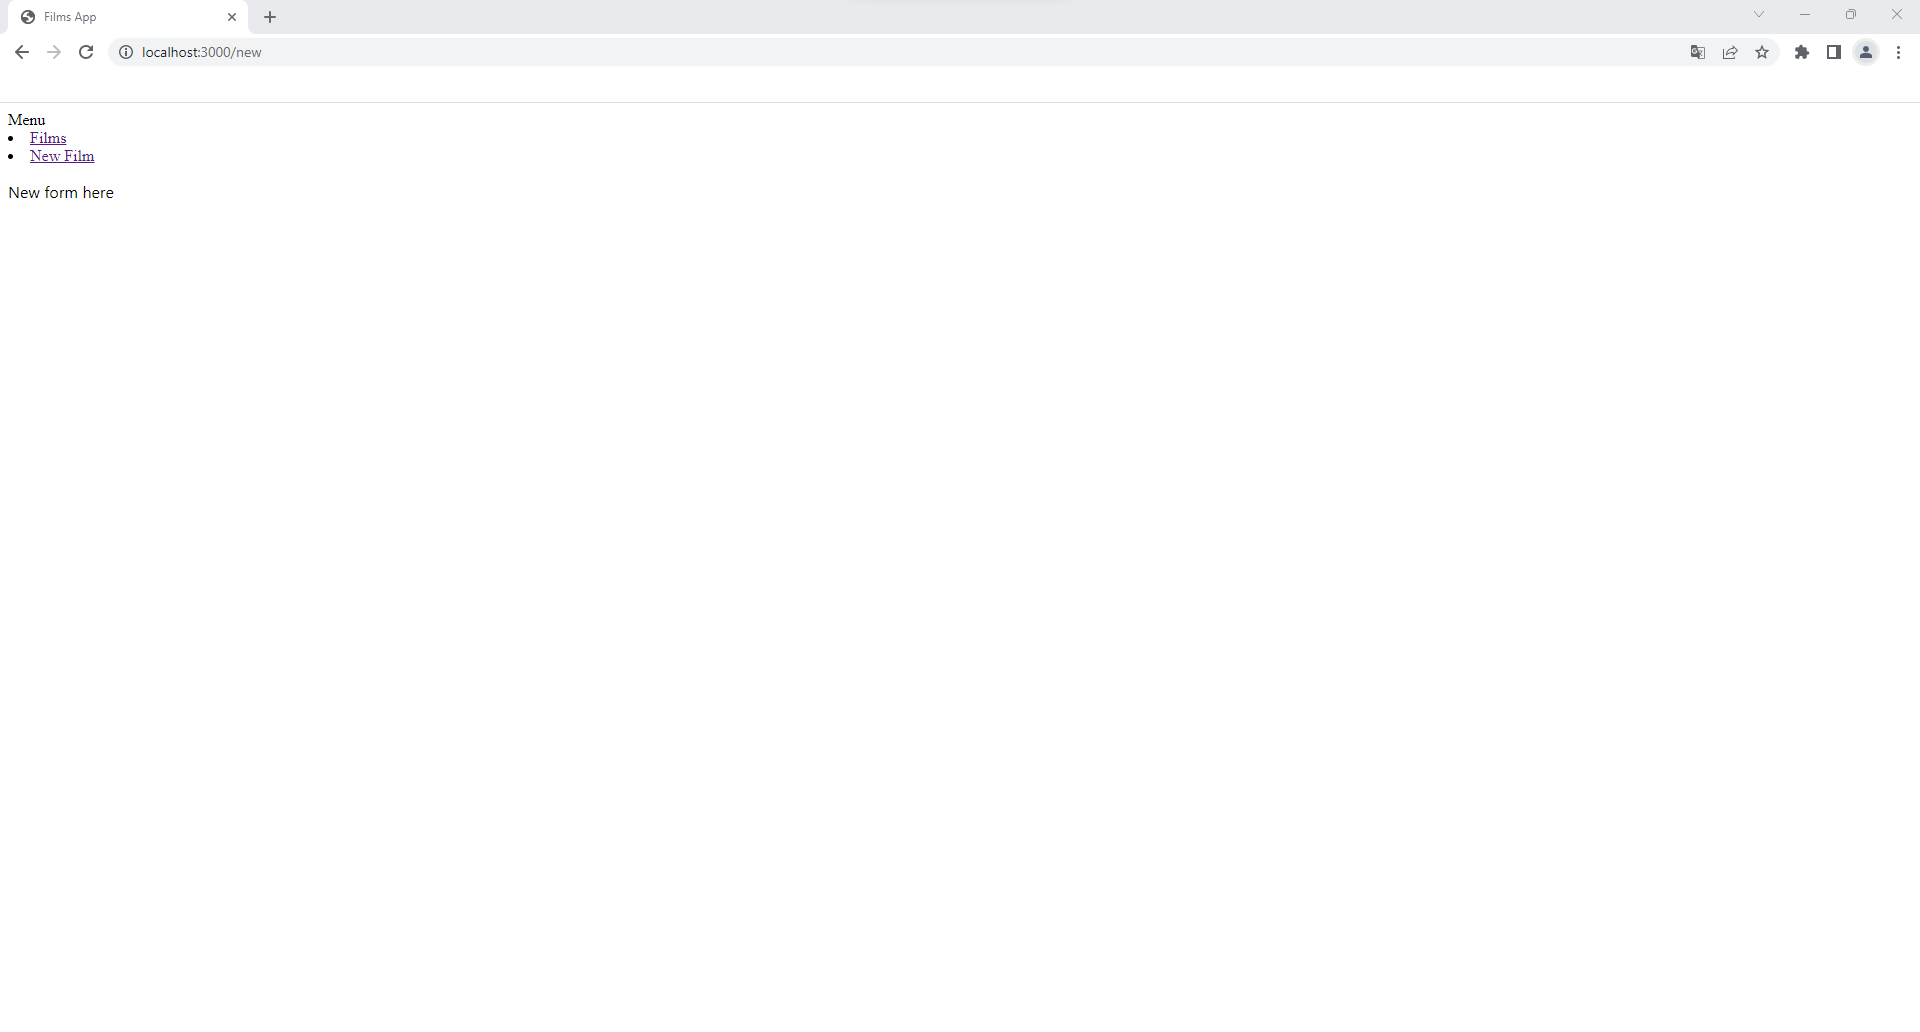 Films App
localhost:3000/new
Menu
Films
New Film
New form here